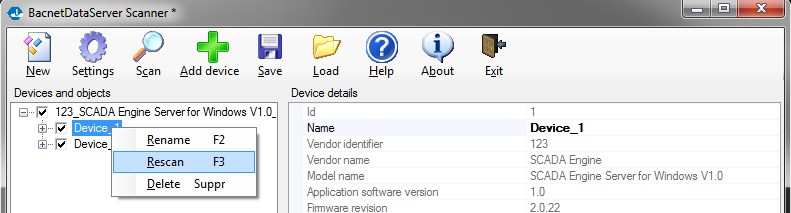 BacnetDataServer Scanner *
New Settings Scan Add device Save Load Help About Exit
Devices and objects
123_SCADA Engine Server for Windows V1.0_
Device_1
Device_
Rename F2
Rescan F3
Delete Suppr
Device details
Id 1
Name Device_1
Vendor identifier 123
Vendor name SCADA Engine
Model name SCADA Engine Server for Windows V1.0
Application software version 1.0
Firmware revision 2.0.22